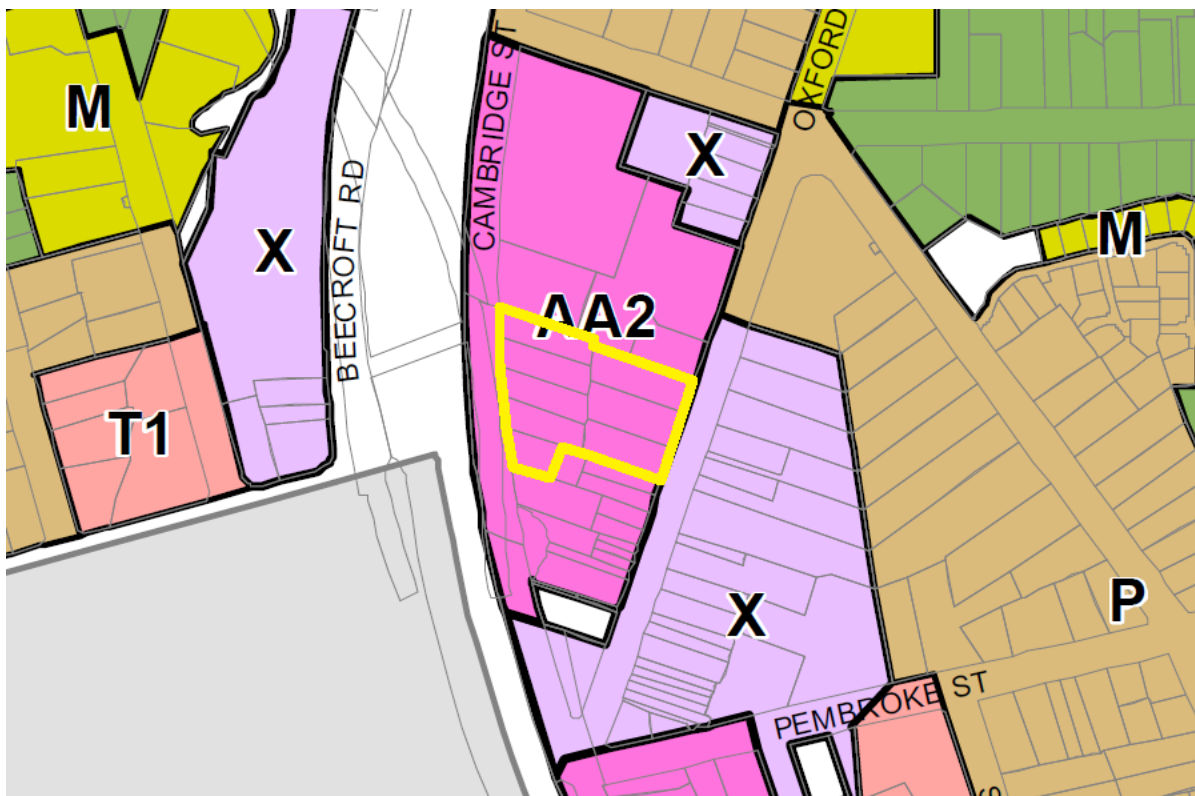 OXFORD
CAMBRIDGE ST
M
X
BEECROFT RD
X
M
AA2
T1
P
X
PEMBROKE ST
S